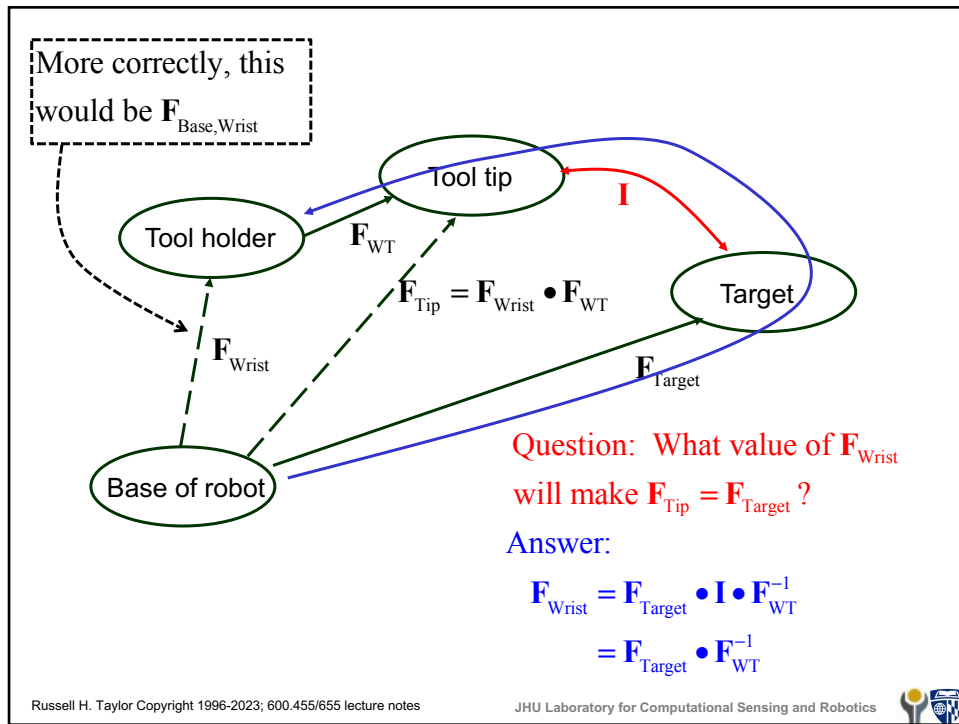 More correctly, this
would be F_Base,Wrist
Tool tip
I
Tool holder
F_WT
F_Tip = F_Wrist • F_WT
Target
F_Wrist
F_Target
Base of robot
Question: What value of F_Wrist
will make F_Tip = F_Target ?
Answer:
F_Wrist = F_Target • I • F_WT^-1
= F_Target • F_WT^-1
Russell H. Taylor Copyright 1996-2023; 600.455/655 lecture notes
JHU Laboratory for Computational Sensing and Robotics